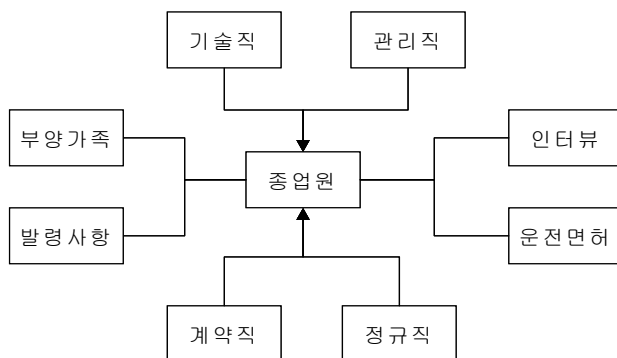 기술직
관리직
부양가족
인터뷰
종업원
발령사항
운전면허
계약직
정규직